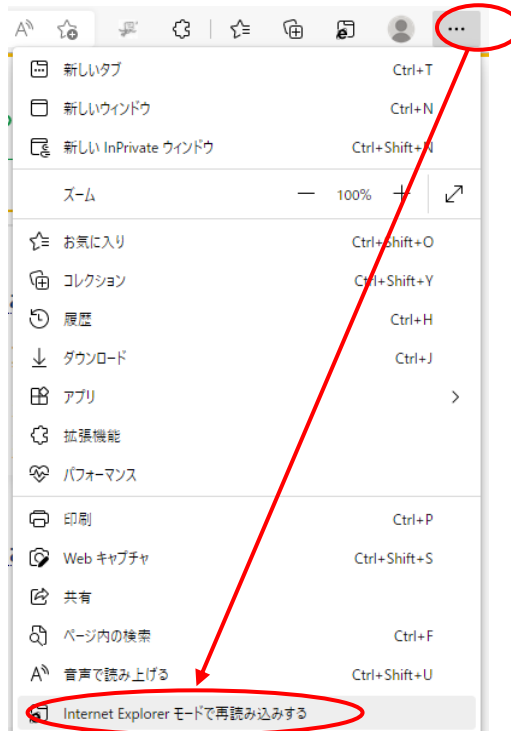 新しいタブ Ctrl+T
新しいウィンドウ Ctrl+N
新しい InPrivate ウィンドウ Ctrl+Shift+N
ズーム — 100% +
お気に入り Ctrl+Shift+O
コレクション Ctrl+Shift+Y
履歴 Ctrl+H
ダウンロード Ctrl+J
アプリ
拡張機能
パフォーマンス
印刷 Ctrl+P
Web キャプチャ Ctrl+Shift+S
共有
ページ内の検索 Ctrl+F
音声で読み上げる Ctrl+Shift+U
Internet Explorer モードで再読み込みする